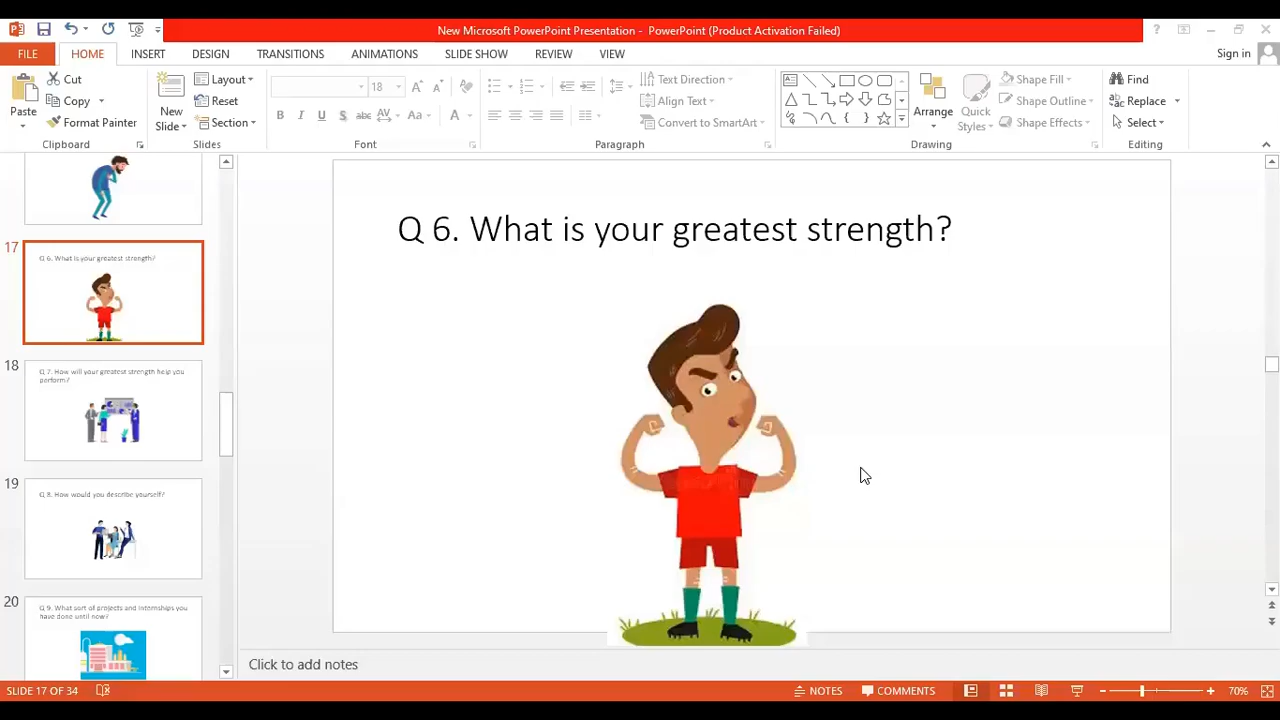 New Microsoft PowerPoint Presentation - PowerPoint (Product Activation Failed)
FILE HOME INSERT DESIGN TRANSITIONS ANIMATIONS SLIDE SHOW REVIEW VIEW Sign in
Paste
Cut
Copy
Format Painter
Clipboard
New Slide
Layout
Reset
Section
Slides
18
B I U S abc AV Aa A
Font
Text Direction
Align Text
Convert to SmartArt
Paragraph
Arrange
Quick Styles
Shape Fill
Shape Outline
Shape Effects
Drawing
Find
Replace
Select
Editing
17
Q 6. What is your greatest strength?
18
Q 7. How will your greatest strength help you
perform?
19
Q 8. How would you describe yourself?
20
Q 9. What sort of projects and internships you
have done until now?
Q 6. What is your greatest strength?
Click to add notes
SLIDE 17 OF 34 NOTES COMMENTS 70%